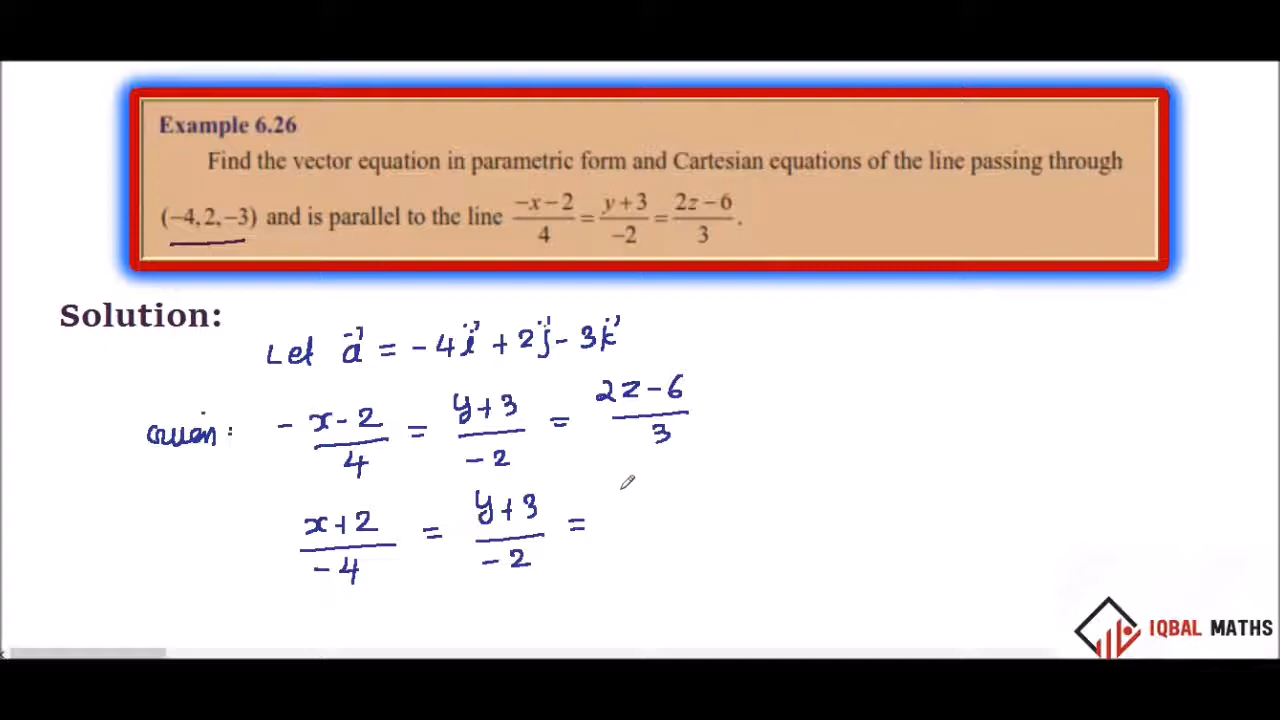 Example 6.26
Find the vector equation in parametric form and Cartesian equations of the line passing through
(−4, 2, −3) and is parallel to the line (−x−2)/4 = (y+3)/−2 = (2z−6)/3.
Solution:
Let a⃗ = −4i⃗ + 2j⃗ − 3k⃗
Given: (−x−2)/4 = (y+3)/−2 = (2z−6)/3
(x+2)/−4 = (y+3)/−2 =
IQBAL MATHS